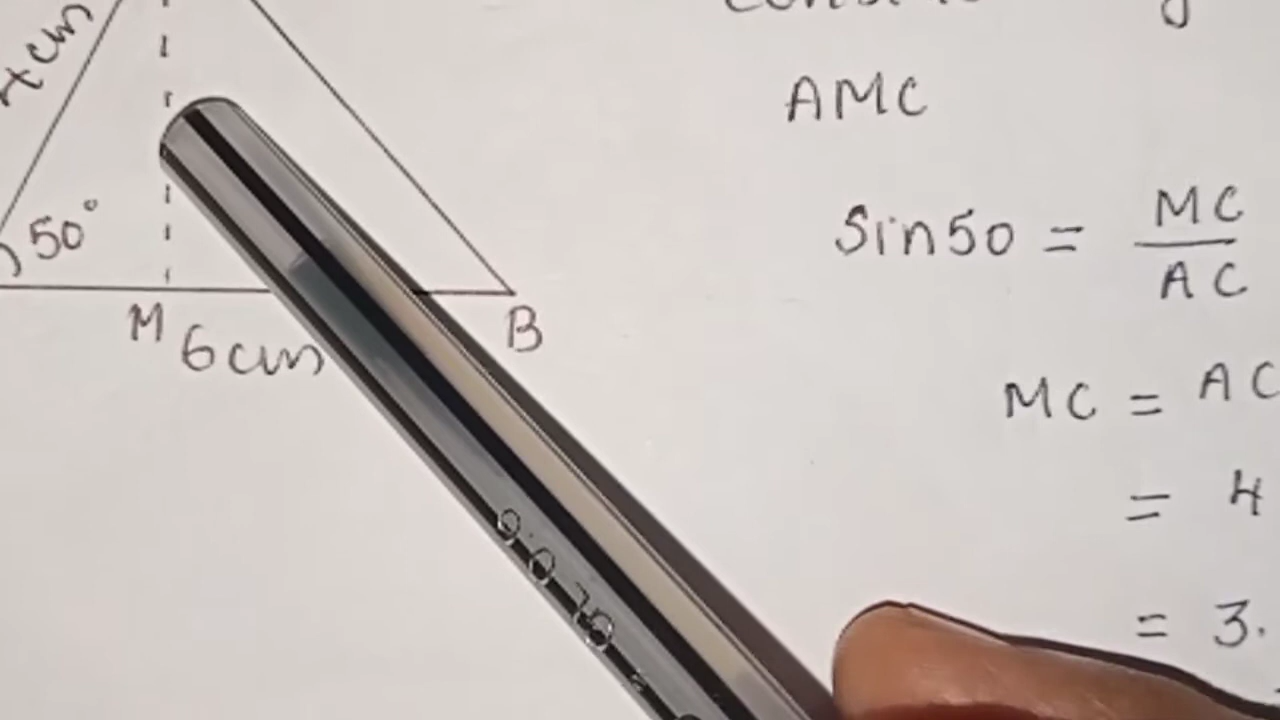 4cm
50°
M
6cm
B
AMC
Sin50 = MC / AC
MC = AC
= 4
= 3.